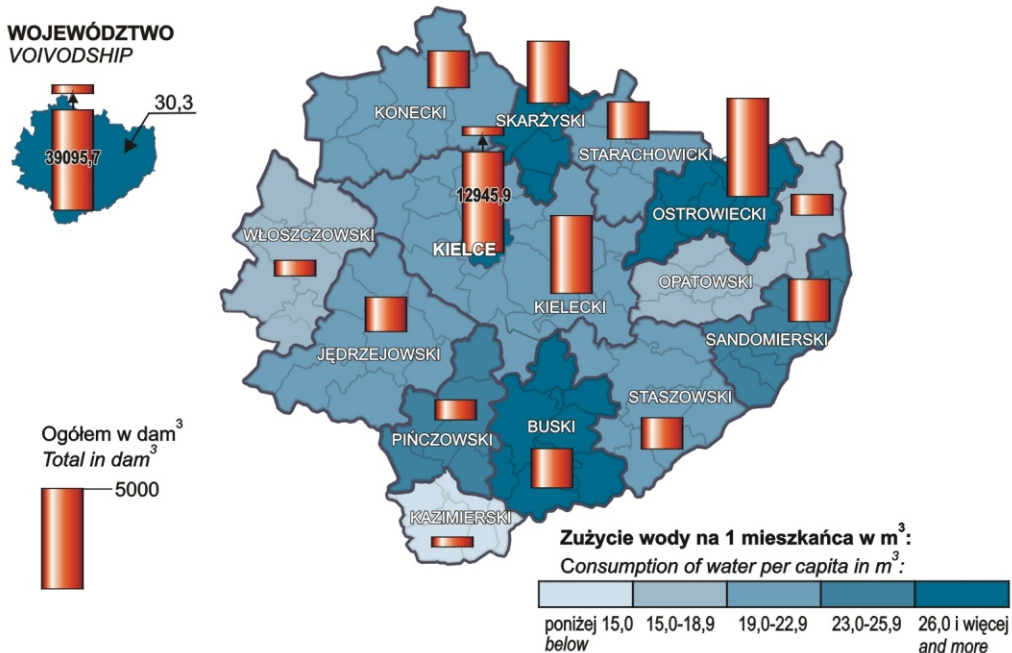 WOJEWÓDZTWO
VOIVODSHIP
30,3
39095,7
KONECKI
SKARŻYSKI
STARACHOWICKI
12945,9
OSTROWIECKI
WŁOSZCZOWSKI
KIELCE
OPATOWSKI
KIELECKI
SANDOMIERSKI
JĘDRZEJOWSKI
STASZOWSKI
PIŃCZOWSKI
BUSKI
KAZIMIERSKI
Ogółem w dam³
Total in dam³
5000
Zużycie wody na 1 mieszkańca w m³:
Consumption of water per capita in m³:
poniżej 15,0 15,0-18,9 19,0-22,9 23,0-25,9 26,0 i więcej
below and more